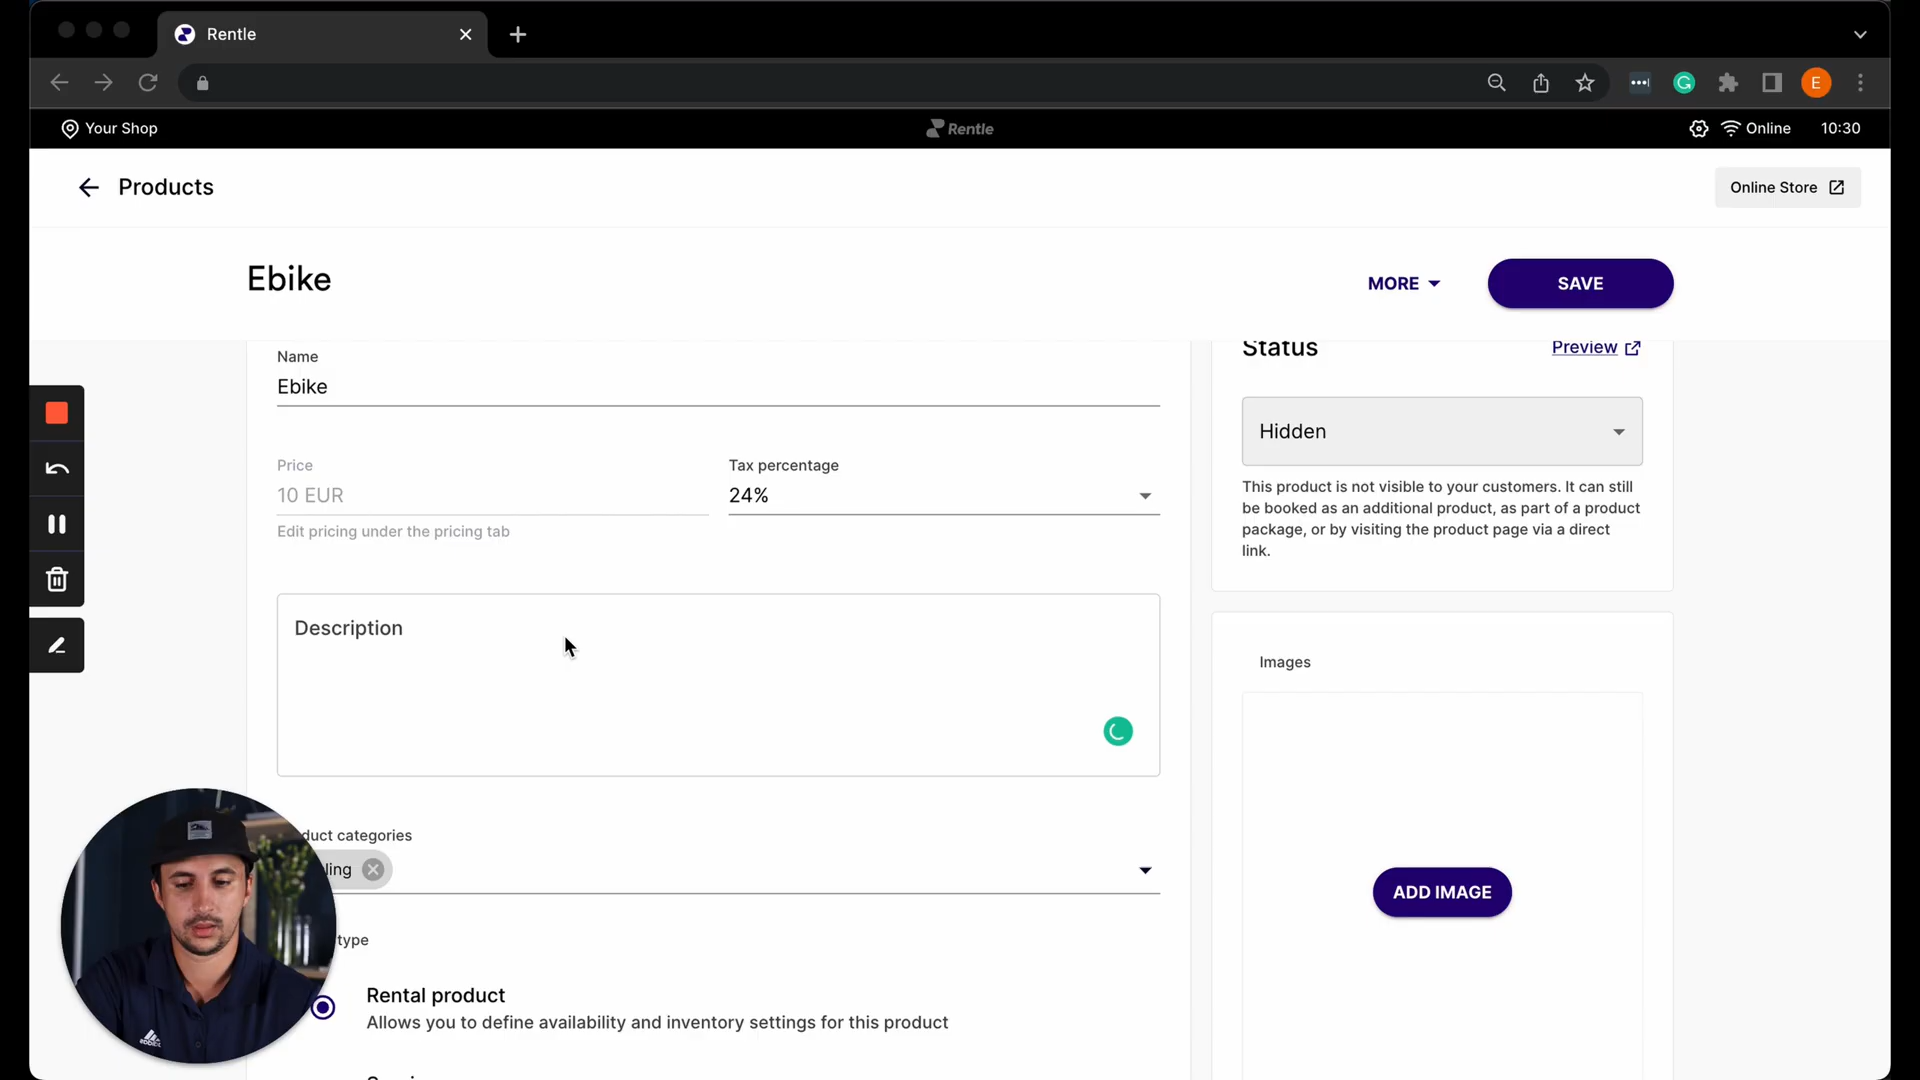 Rentle
E
Your Shop
Rentle
Online
10:30
Products
Online Store
Ebike
MORE
SAVE
Name
Ebike
Price
10 EUR
Edit pricing under the pricing tab
Tax percentage
24%
Description
duct categories
ling
type
Rental product
Allows you to define availability and inventory settings for this product
Status
Preview
Hidden
This product is not visible to your customers. It can still
be booked as an additional product, as part of a product
package, or by visiting the product page via a direct
link.
Images
ADD IMAGE
adidas